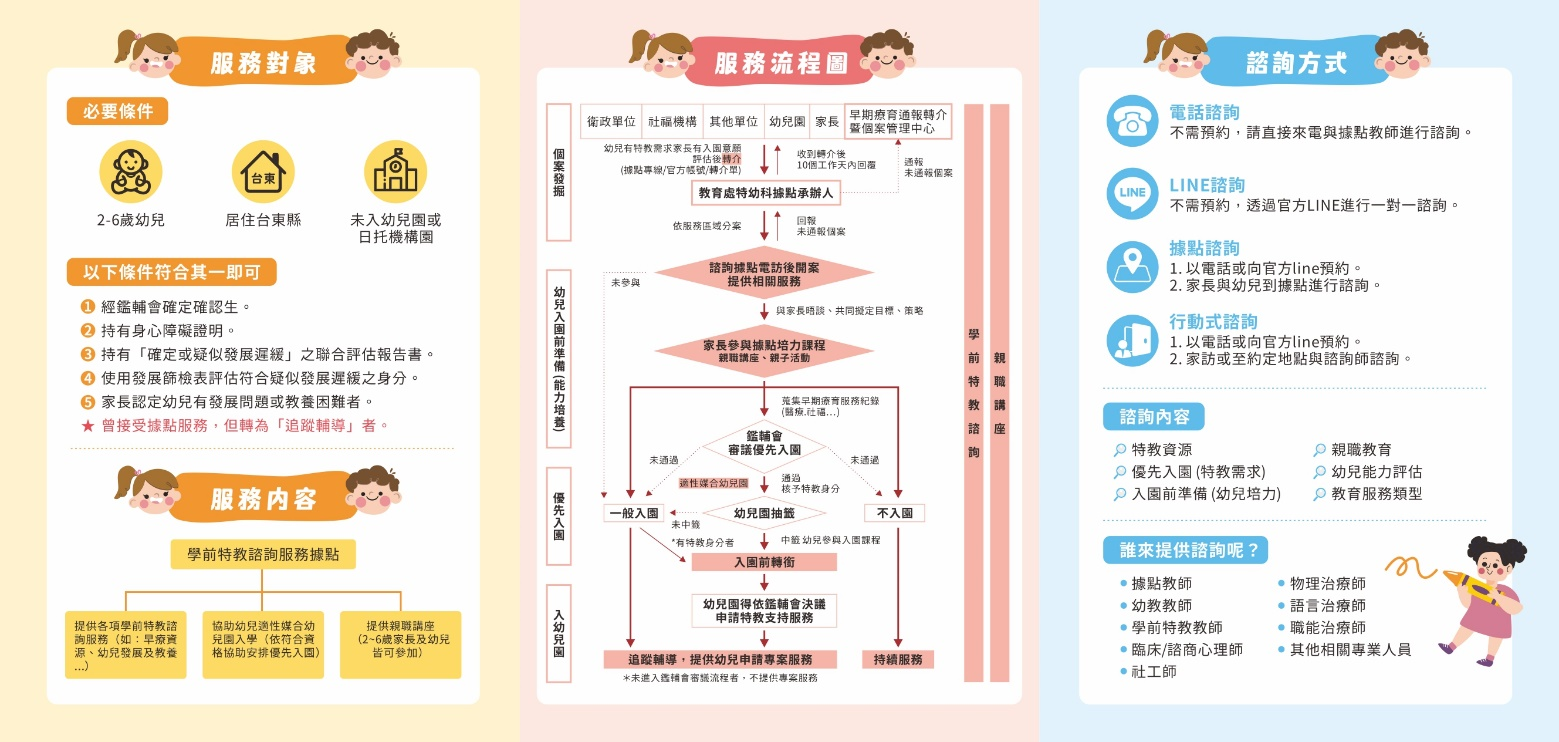 服務對象
必要條件
台東
2-6歲幼兒
居住台東縣
未入幼兒園或
日托機構園
以下條件符合其一即可
1 經鑑輔會確定確認生。
2 持有身心障礙證明。
3 持有「確定或疑似發展遲緩」之聯合評估報告書。
4 使用發展篩檢表評估符合疑似發展遲緩之身分。
5 家長認定幼兒有發展問題或教養困難者。
★ 曾接受據點服務，但轉為「追蹤輔導」者。
服務內容
學前特教諮詢服務據點
提供各項學前特教諮
詢服務（如：早療資
源、幼兒發展及教養
...）
協助幼兒適性媒合幼
兒園入學（依符合資
格協助安排優先入園）
提供親職講座
（2~6歲家長及幼兒
皆可參加）
服務流程圖
個案發掘
衛政單位
社福機構
其他單位
幼兒園
家長
早期療育通報轉介
暨個案管理中心
幼兒有特教需求家長有入園意願
評估後轉介
(據點專線/官方帳號/轉介單)
收到轉介後
10個工作天內回覆
通報
未通報個案
教育處特幼科據點承辦人
依服務區域分案
回報
未通報個案
幼兒入園前準備(能力培養)
諮詢據點電訪後開案
提供相關服務
未參與
與家長晤談、共同擬定目標、策略
家長參與據點培力課程
親職講座、親子活動
蒐集早期療育服務紀錄
(醫療.社福...)
鑑輔會
審議優先入園
未通過
未通過
優先入園
適性媒合幼兒園
通過
核予特教身分
一般入園
幼兒園抽籤
不入園
未中籤
*有特教身分者
中籤 幼兒參與入園課程
入園前轉銜
入幼兒園
幼兒園得依鑑輔會決議
申請特教支持服務
追蹤輔導，提供幼兒申請專案服務
持續服務
＊未進入鑑輔會審議流程者，不提供專案服務
學前特教諮詢
親職講座
諮詢方式
電話諮詢
不需預約，請直接來電與據點教師進行諮詢。
LINE
LINE諮詢
不需預約，透過官方LINE進行一對一諮詢。
據點諮詢
1. 以電話或向官方line預約。
2. 家長與幼兒到據點進行諮詢。
行動式諮詢
1. 以電話或向官方line預約。
2. 家訪或至約定地點與諮詢師諮詢。
諮詢內容
特教資源
優先入園 (特教需求)
入園前準備 (幼兒培力)
親職教育
幼兒能力評估
教育服務類型
誰來提供諮詢呢？
據點教師
幼教教師
學前特教教師
臨床/諮商心理師
社工師
物理治療師
語言治療師
職能治療師
其他相關專業人員